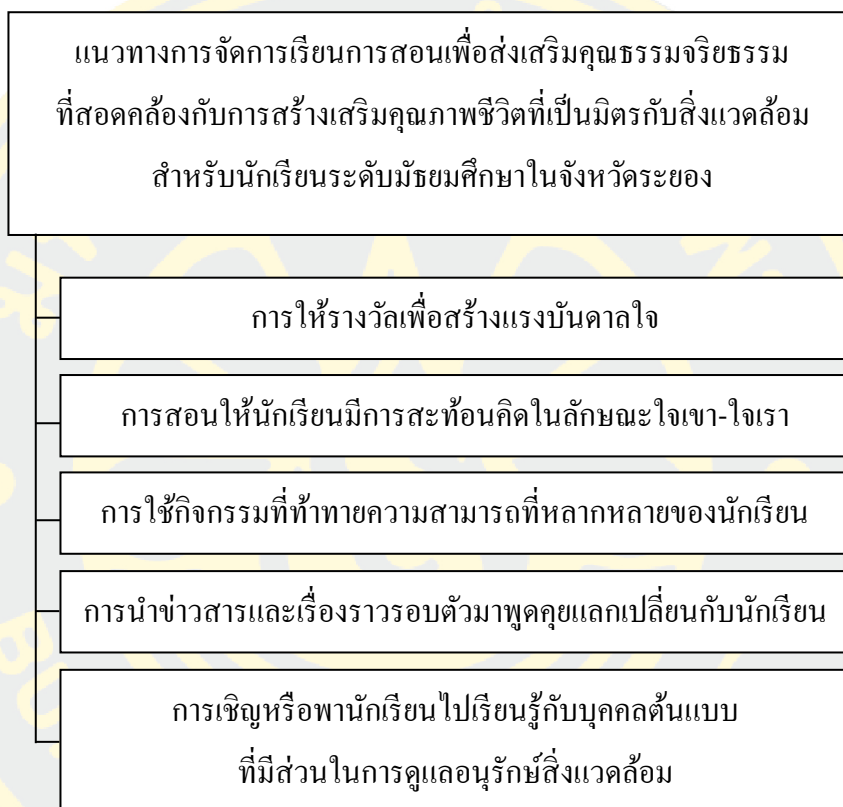 แนวทางการจัดการเรียนการสอนเพื่อส่งเสริมคุณธรรมจริยธรรม
ที่สอดคล้องกับการสร้างเสริมคุณภาพชีวิตที่เป็นมิตรกับสิ่งแวดล้อม
สำหรับนักเรียนระดับมัธยมศึกษาในจังหวัดระยอง
การให้รางวัลเพื่อสร้างแรงบันดาลใจ
การสอนให้นักเรียนมีการสะท้อนคิดในลักษณะใจเขา-ใจเรา
การใช้กิจกรรมที่ท้าทายความสามารถที่หลากหลายของนักเรียน
การนำข่าวสารและเรื่องราวรอบตัวมาพูดคุยแลกเปลี่ยนกับนักเรียน
การเชิญหรือพานักเรียนไปเรียนรู้กับบุคคลต้นแบบ
ที่มีส่วนในการดูแลอนุรักษ์สิ่งแวดล้อม